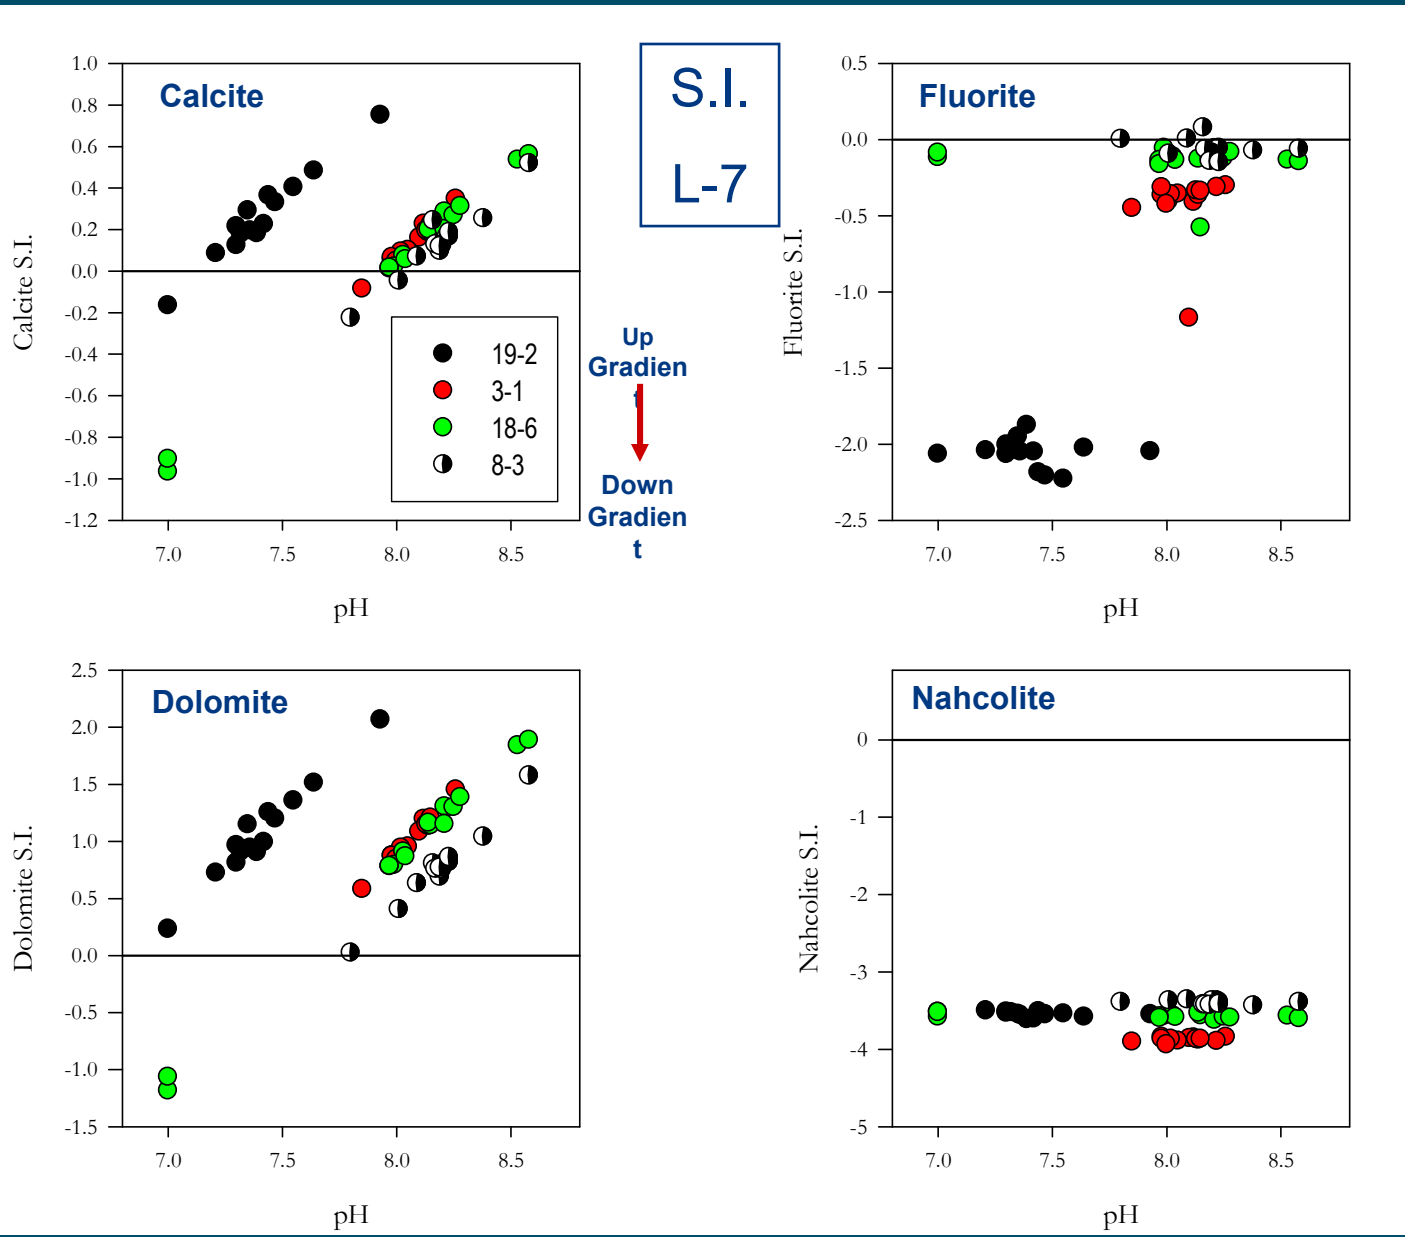 Calcite
1.0
0.8
0.6
0.4
0.2
0.0
-0.2
-0.4
-0.6
-0.8
-1.0
-1.2
Calcite S.I.
7.0 7.5 8.0 8.5
pH
19-2
3-1
18-6
8-3
S.I.
L-7
Up
Gradien
t
Down
Gradien
t
Fluorite
0.5
0.0
-0.5
-1.0
-1.5
-2.0
-2.5
Fluorite S.I.
7.0 7.5 8.0 8.5
pH
Dolomite
2.5
2.0
1.5
1.0
0.5
0.0
-0.5
-1.0
-1.5
Dolomite S.I.
7.0 7.5 8.0 8.5
pH
Nahcolite
0
-1
-2
-3
-4
-5
Nahcolite S.I.
7.0 7.5 8.0 8.5
pH